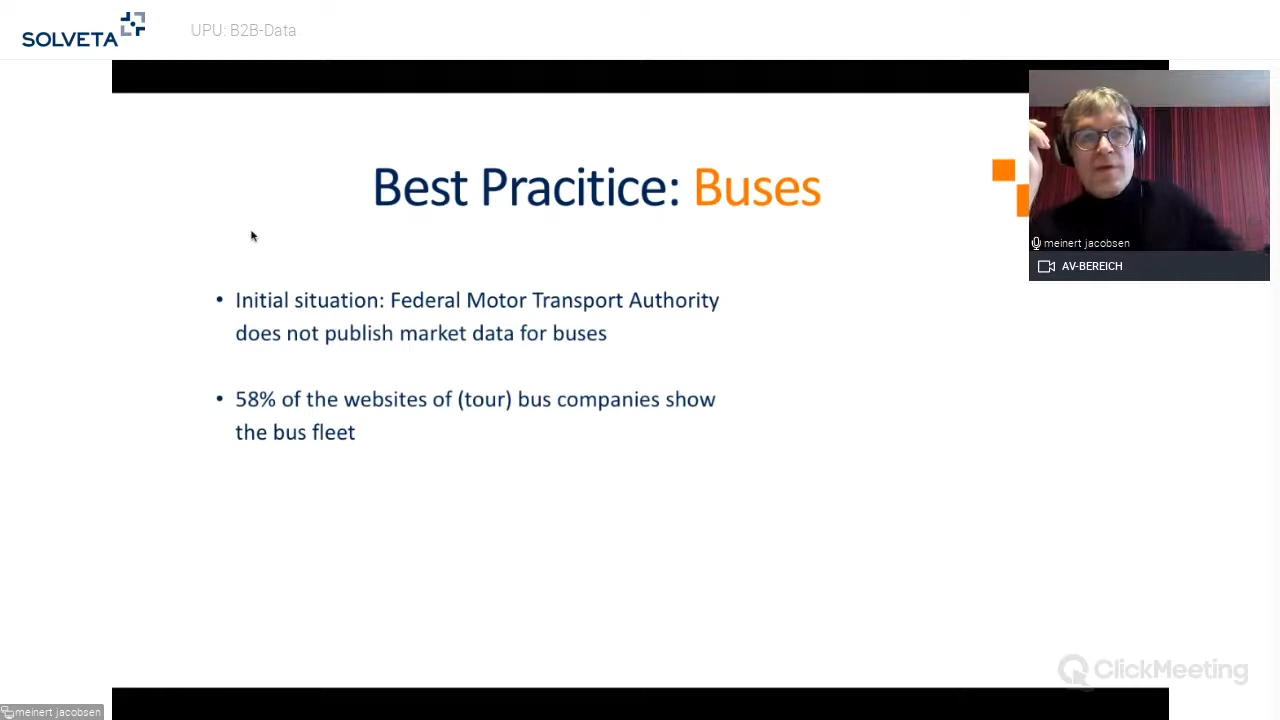 SOLVETA
UPU: B2B-Data
Best Pracitice: Buses
• Initial situation: Federal Motor Transport Authority
does not publish market data for buses
• 58% of the websites of (tour) bus companies show
the bus fleet
meinert jacobsen
AV-BEREICH
ClickMeeting
meinert jacobsen